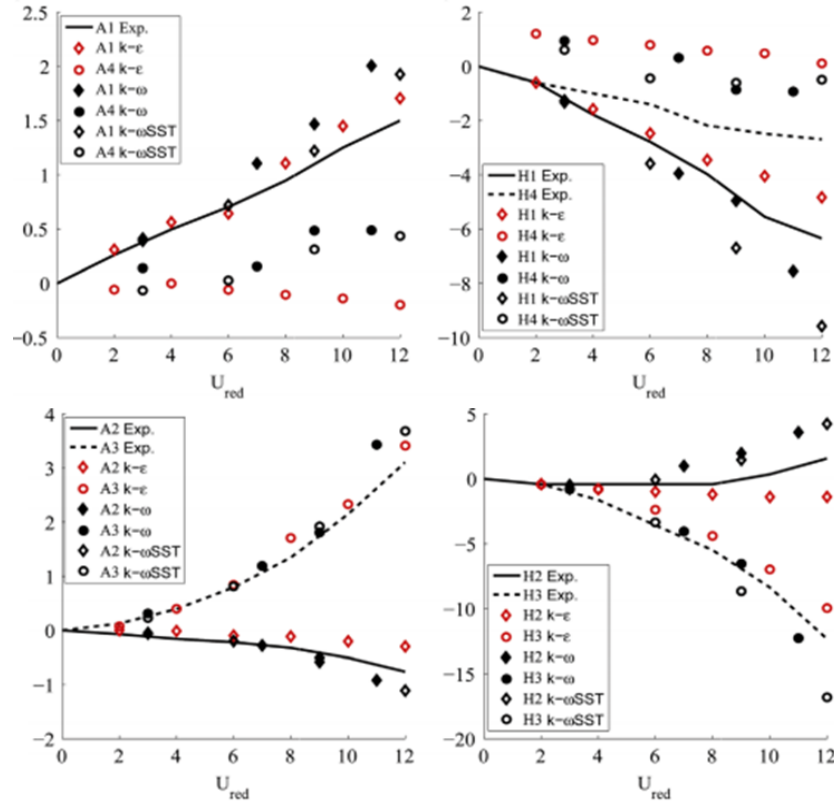 2.5
2
1.5
1
0.5
0
−0.5
A1 Exp.
A1 k−ε
A4 k−ε
A1 k−ω
A4 k−ω
A1 k−ωSST
A4 k−ωSST
0 2 4 6 8 10 12
U_red
4
2
0
−2
−4
−6
−8
−10
H1 Exp.
H4 Exp.
H1 k−ε
H4 k−ε
H1 k−ω
H4 k−ω
H1 k−ωSST
H4 k−ωSST
0 2 4 6 8 10 12
U_red
4
3
2
1
0
−1
−2
A2 Exp.
A3 Exp.
A2 k−ε
A3 k−ε
A2 k−ω
A3 k−ω
A2 k−ωSST
A3 k−ωSST
0 2 4 6 8 10 12
U_red
5
0
−5
−10
−15
−20
H2 Exp.
H3 Exp.
H2 k−ε
H3 k−ε
H2 k−ω
H3 k−ω
H2 k−ωSST
H3 k−ωSST
0 2 4 6 8 10 12
U_red